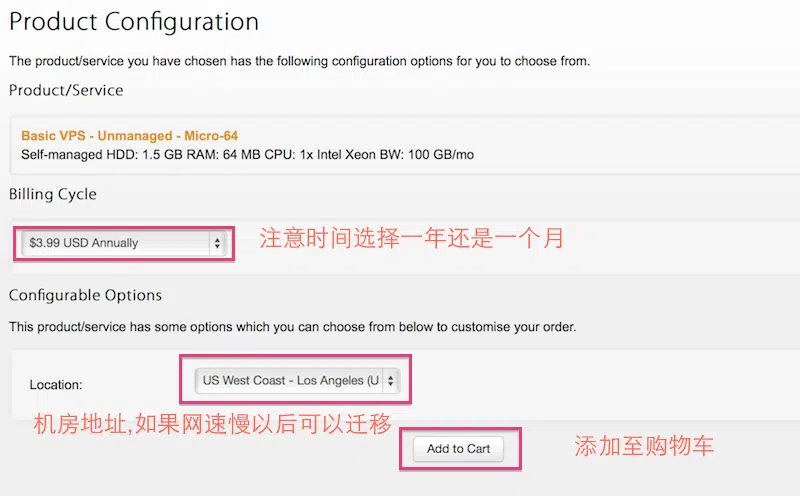 Product Configuration
The product/service you have chosen has the following configuration options for you to choose from.
Product/Service
Basic VPS - Unmanaged - Micro-64
Self-managed HDD: 1.5 GB RAM: 64 MB CPU: 1x Intel Xeon BW: 100 GB/mo
Billing Cycle
$3.99 USD Annually
注意时间选择一年还是一个月
Configurable Options
This product/service has some options which you can choose from below to customise your order.
Location:
US West Coast - Los Angeles (U
机房地址,如果网速慢以后可以迁移
Add to Cart
添加至购物车